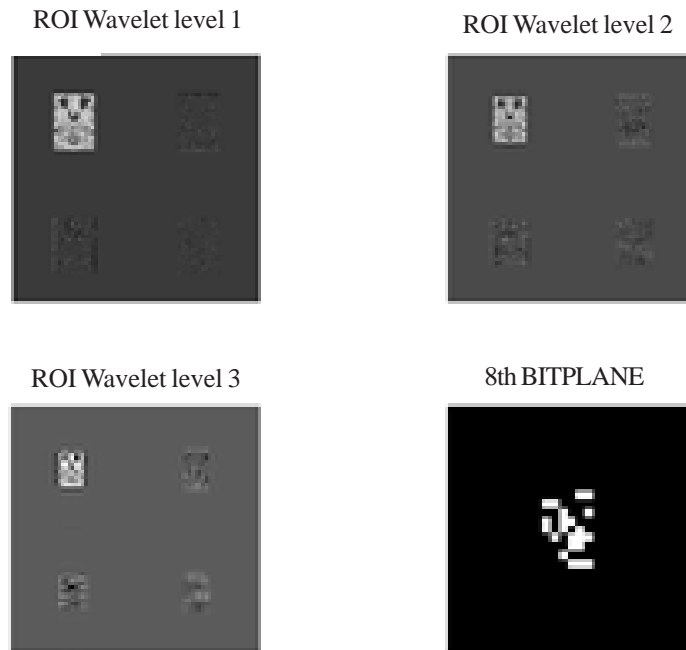 ROI Wavelet level 1
ROI Wavelet level 2
ROI Wavelet level 3
8th BITPLANE